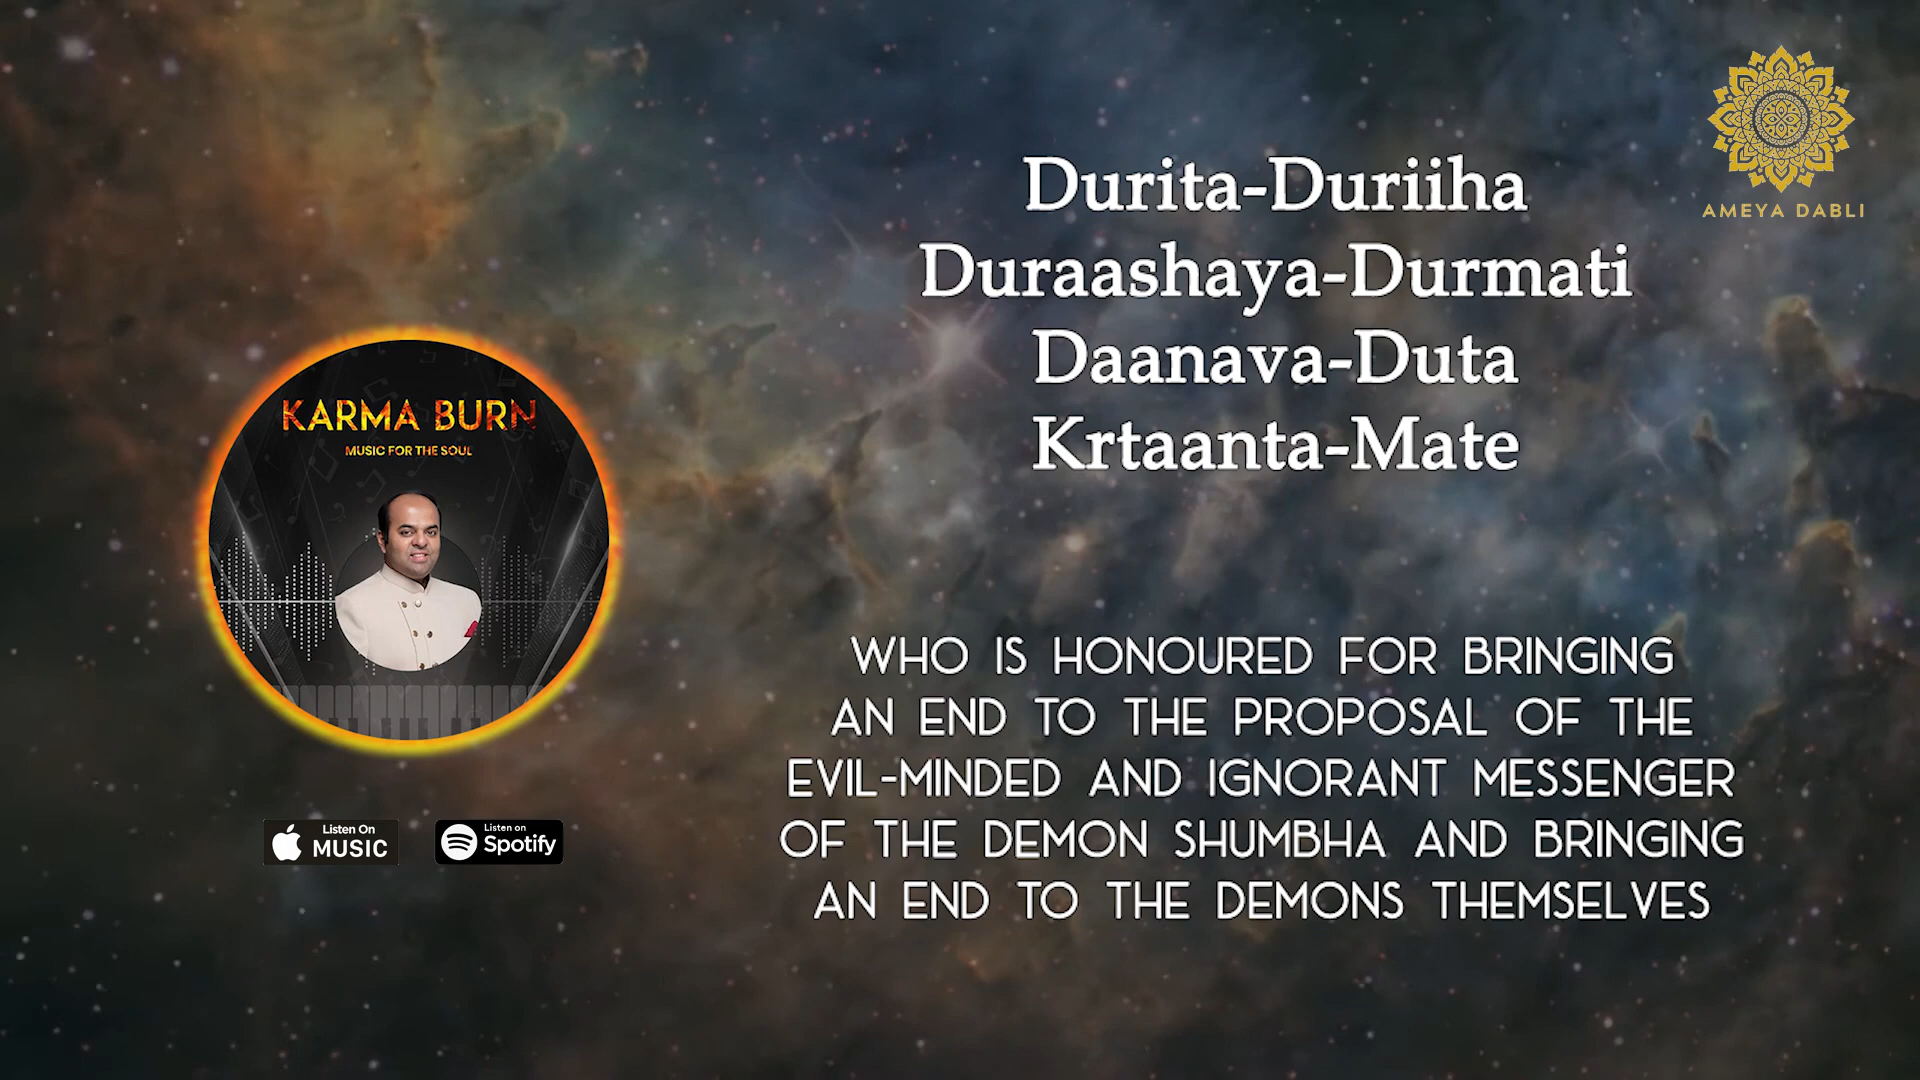 AMEYA DABLI
Durita-Duriiha
Duraashaya-Durmati
Daanava-Duta
Krtaanta-Mate
KARMA BURN
MUSIC FOR THE SOUL
WHO IS HONOURED FOR BRINGING
AN END TO THE PROPOSAL OF THE
EVIL-MINDED AND IGNORANT MESSENGER
OF THE DEMON SHUMBHA AND BRINGING
AN END TO THE DEMONS THEMSELVES
Listen On
MUSIC
Listen on
Spotify